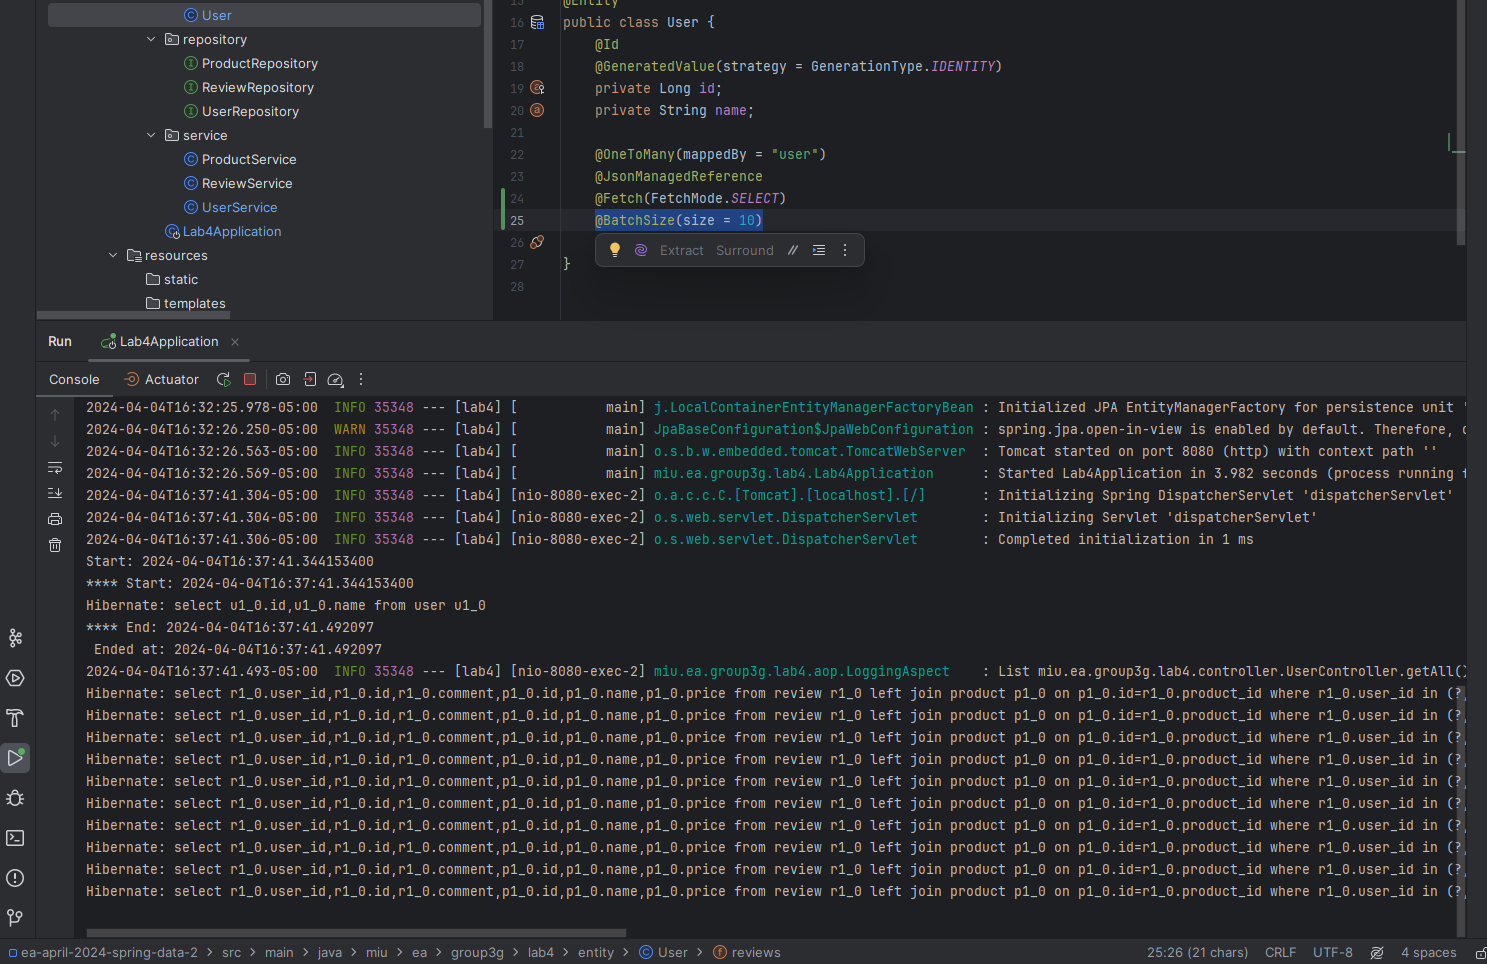 User
repository
ProductRepository
ReviewRepository
UserRepository
service
ProductService
ReviewService
UserService
Lab4Application
resources
static
templates
16 public class User {
17 @Id
18 @GeneratedValue(strategy = GenerationType.IDENTITY)
19 private Long id;
20 private String name;
21
22 @OneToMany(mappedBy = "user")
23 @JsonManagedReference
24 @Fetch(FetchMode.SELECT)
25 @BatchSize(size = 10)
26
Extract Surround
27 }
28
Run Lab4Application
Console Actuator
2024-04-04T16:32:25.978-05:00 INFO 35348 --- [lab4] [ main] j.LocalContainerEntityManagerFactoryBean : Initialized JPA EntityManagerFactory for persistence unit '
2024-04-04T16:32:26.250-05:00 WARN 35348 --- [lab4] [ main] JpaBaseConfiguration$JpaWebConfiguration : spring.jpa.open-in-view is enabled by default. Therefore,
2024-04-04T16:32:26.563-05:00 INFO 35348 --- [lab4] [ main] o.s.b.w.embedded.tomcat.TomcatWebServer : Tomcat started on port 8080 (http) with context path ''
2024-04-04T16:32:26.569-05:00 INFO 35348 --- [lab4] [ main] miu.ea.group3g.lab4.Lab4Application : Started Lab4Application in 3.982 seconds (process running
2024-04-04T16:37:41.304-05:00 INFO 35348 --- [lab4] [nio-8080-exec-2] o.a.c.c.C.[Tomcat].[localhost].[/] : Initializing Spring DispatcherServlet 'dispatcherServlet'
2024-04-04T16:37:41.304-05:00 INFO 35348 --- [lab4] [nio-8080-exec-2] o.s.web.servlet.DispatcherServlet : Initializing Servlet 'dispatcherServlet'
2024-04-04T16:37:41.306-05:00 INFO 35348 --- [lab4] [nio-8080-exec-2] o.s.web.servlet.DispatcherServlet : Completed initialization in 1 ms
Start: 2024-04-04T16:37:41.344153400
**** Start: 2024-04-04T16:37:41.344153400
Hibernate: select u1_0.id,u1_0.name from user u1_0
**** End: 2024-04-04T16:37:41.492097
Ended at: 2024-04-04T16:37:41.492097
2024-04-04T16:37:41.493-05:00 INFO 35348 --- [lab4] [nio-8080-exec-2] miu.ea.group3g.lab4.aop.LoggingAspect : List miu.ea.group3g.lab4.controller.UserController.getAll()
Hibernate: select r1_0.user_id,r1_0.id,r1_0.comment,p1_0.id,p1_0.name,p1_0.price from review r1_0 left join product p1_0 on p1_0.id=r1_0.product_id where r1_0.user_id in (?,
Hibernate: select r1_0.user_id,r1_0.id,r1_0.comment,p1_0.id,p1_0.name,p1_0.price from review r1_0 left join product p1_0 on p1_0.id=r1_0.product_id where r1_0.user_id in (?,
Hibernate: select r1_0.user_id,r1_0.id,r1_0.comment,p1_0.id,p1_0.name,p1_0.price from review r1_0 left join product p1_0 on p1_0.id=r1_0.product_id where r1_0.user_id in (?,
Hibernate: select r1_0.user_id,r1_0.id,r1_0.comment,p1_0.id,p1_0.name,p1_0.price from review r1_0 left join product p1_0 on p1_0.id=r1_0.product_id where r1_0.user_id in (?,
Hibernate: select r1_0.user_id,r1_0.id,r1_0.comment,p1_0.id,p1_0.name,p1_0.price from review r1_0 left join product p1_0 on p1_0.id=r1_0.product_id where r1_0.user_id in (?,
Hibernate: select r1_0.user_id,r1_0.id,r1_0.comment,p1_0.id,p1_0.name,p1_0.price from review r1_0 left join product p1_0 on p1_0.id=r1_0.product_id where r1_0.user_id in (?,
Hibernate: select r1_0.user_id,r1_0.id,r1_0.comment,p1_0.id,p1_0.name,p1_0.price from review r1_0 left join product p1_0 on p1_0.id=r1_0.product_id where r1_0.user_id in (?,
Hibernate: select r1_0.user_id,r1_0.id,r1_0.comment,p1_0.id,p1_0.name,p1_0.price from review r1_0 left join product p1_0 on p1_0.id=r1_0.product_id where r1_0.user_id in (?,
Hibernate: select r1_0.user_id,r1_0.id,r1_0.comment,p1_0.id,p1_0.name,p1_0.price from review r1_0 left join product p1_0 on p1_0.id=r1_0.product_id where r1_0.user_id in (?,
Hibernate: select r1_0.user_id,r1_0.id,r1_0.comment,p1_0.id,p1_0.name,p1_0.price from review r1_0 left join product p1_0 on p1_0.id=r1_0.product_id where r1_0.user_id in (?,
ea-april-2024-spring-data-2 > src > main > java > miu > ea > group3g > lab4 > entity > User > reviews 25:26 (21 chars) CRLF UTF-8 4 spaces